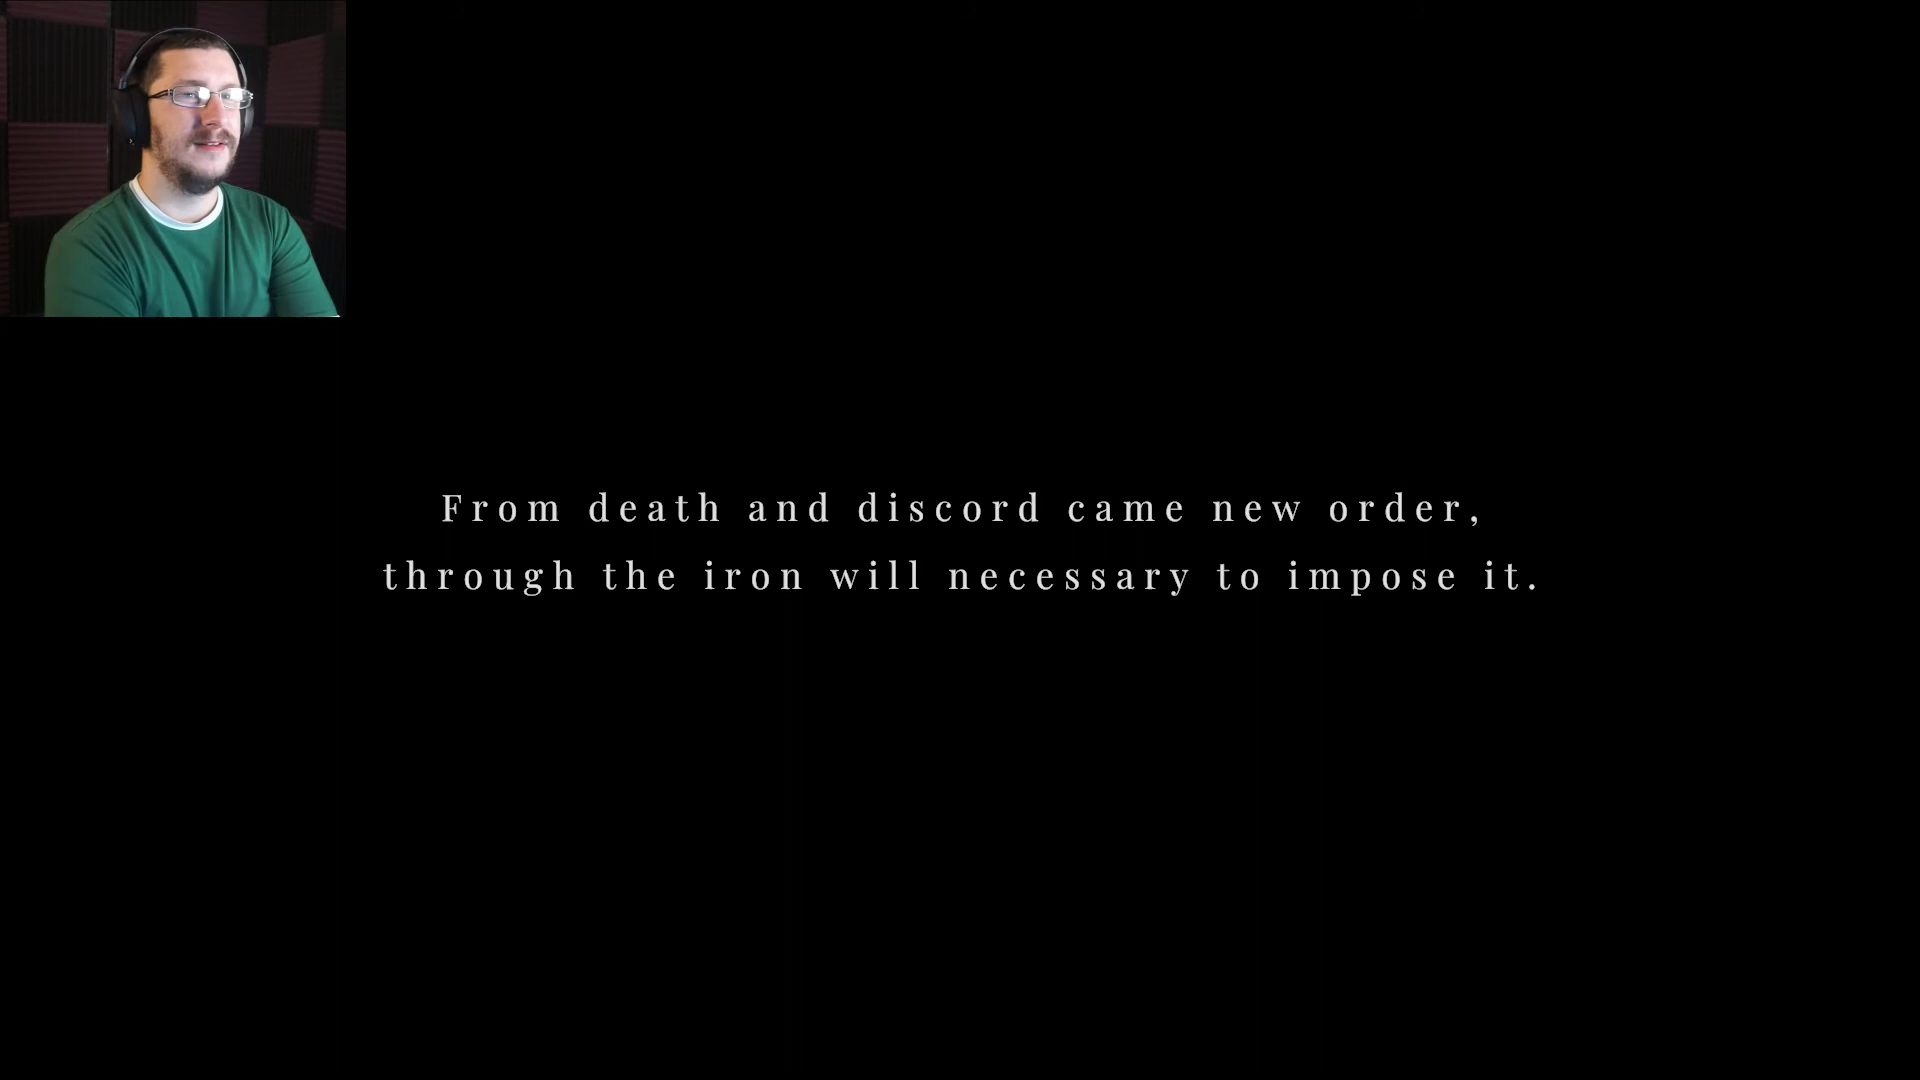 From death and discord came new order,
through the iron will necessary to impose it.